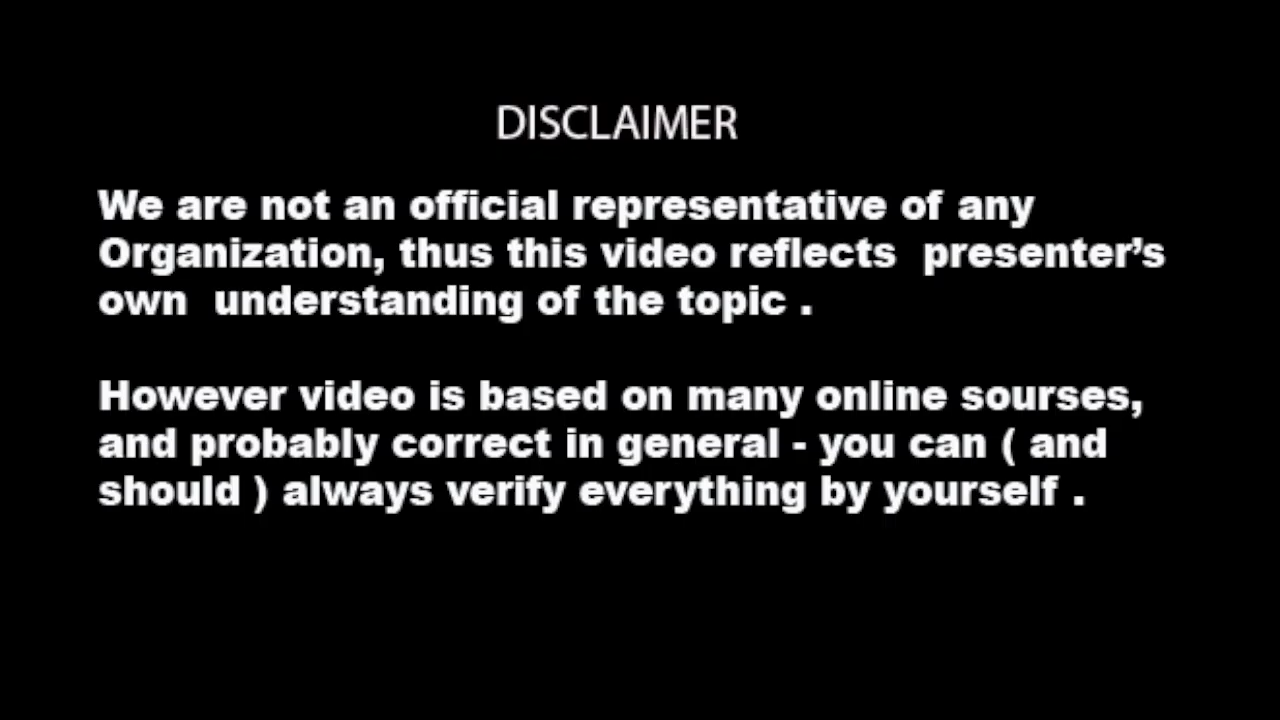 DISCLAIMER
We are not an official representative of any
Organization, thus this video reflects  presenter’s
own  understanding of the topic .
However video is based on many online sourses,
and probably correct in general - you can ( and
should ) always verify everything by yourself .